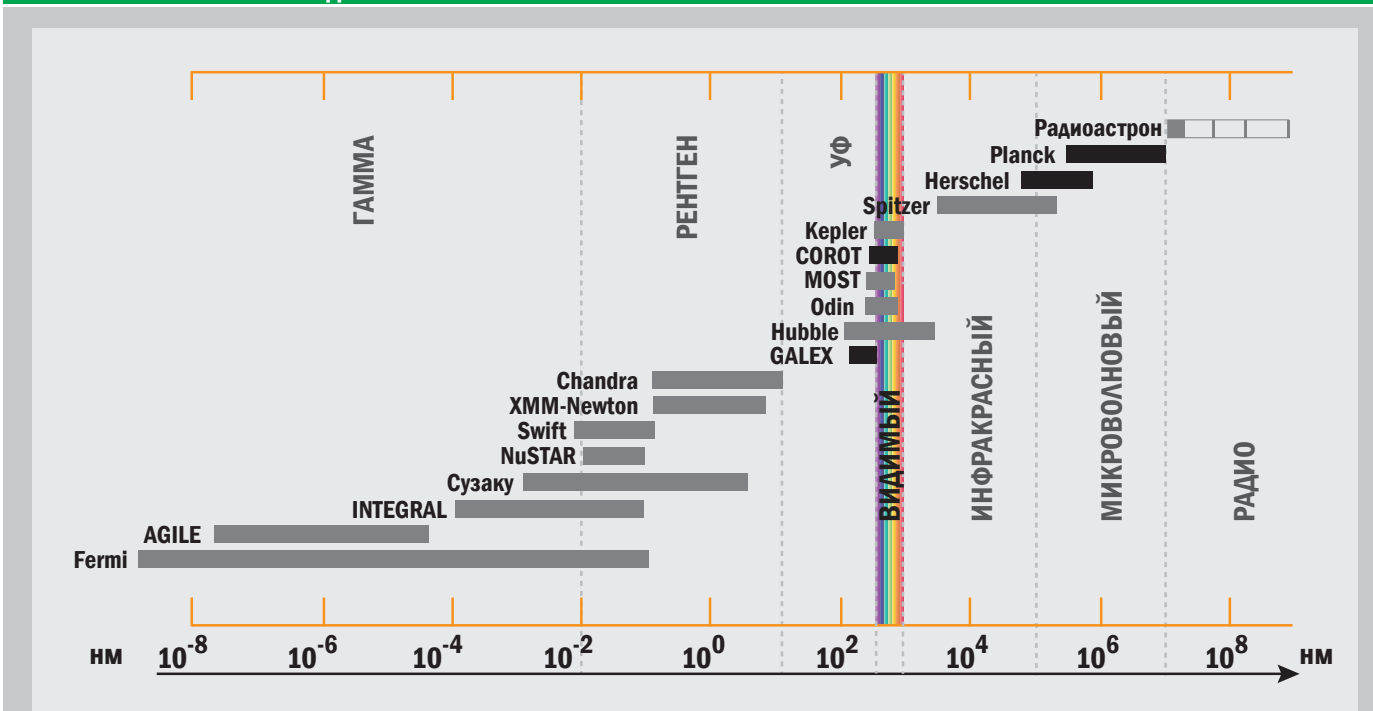 ГАММА
РЕНТГЕН
УФ
ВИДИМЫЙ
ИНФРАКРАСНЫЙ
МИКРОВОЛНОВЫЙ
РАДИО
Радиоастрон
Planck
Herschel
Spitzer
Kepler
COROT
MOST
Odin
Hubble
GALEX
Chandra
XMM-Newton
Swift
NuSTAR
Сузаку
INTEGRAL
AGILE
Fermi
нм 10⁻⁸ 10⁻⁶ 10⁻⁴ 10⁻² 10⁰ 10² 10⁴ 10⁶ 10⁸ нм